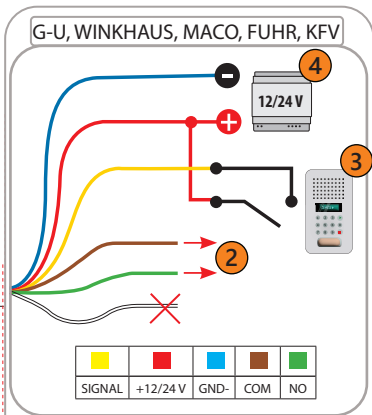 G-U, WINKHAUS, MACO, FUHR, KFV
4
12/24 V
3
2
SIGNAL +12/24 V GND- COM NO